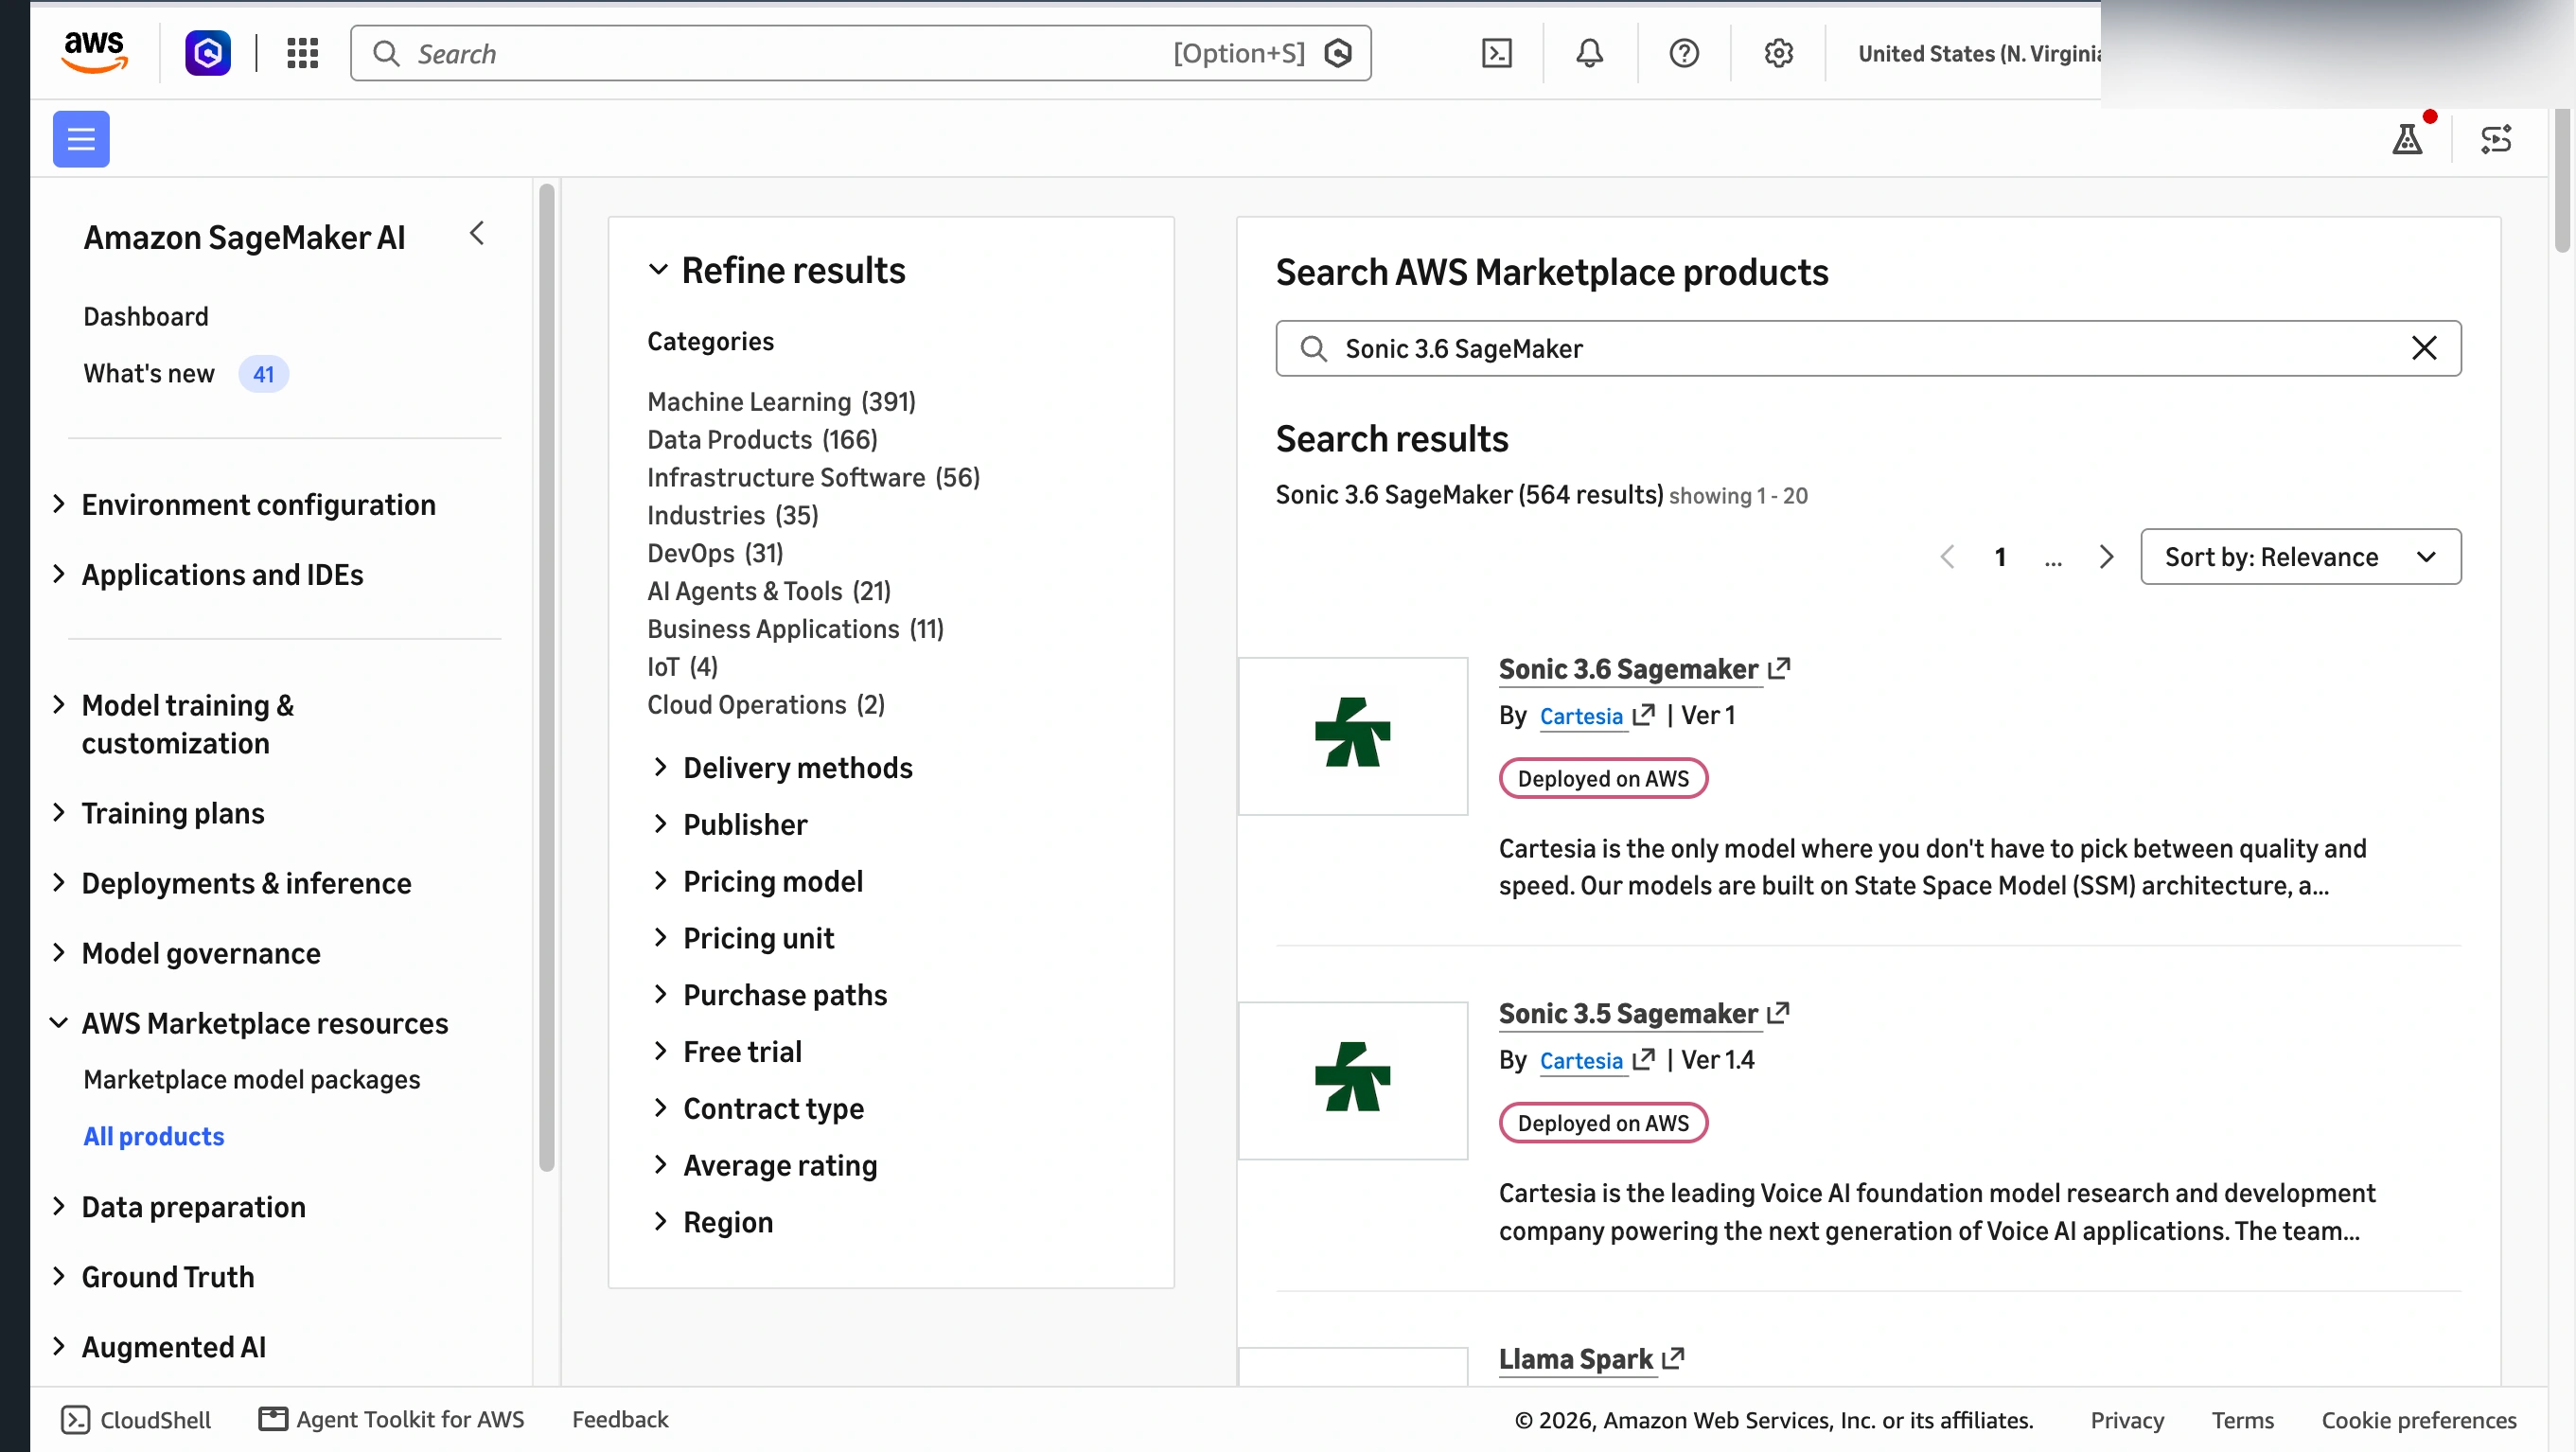 aws
Search [Option+S]
United States (N. Virginia
Amazon SageMaker AI
Dashboard
What's new 41
Environment configuration
Applications and IDEs
Model training &
customization
Training plans
Deployments & inference
Model governance
AWS Marketplace resources
Marketplace model packages
All products
Data preparation
Ground Truth
Augmented AI
Refine results
Categories
Machine Learning (391)
Data Products (166)
Infrastructure Software (56)
Industries (35)
DevOps (31)
AI Agents & Tools (21)
Business Applications (11)
IoT (4)
Cloud Operations (2)
Delivery methods
Publisher
Pricing model
Pricing unit
Purchase paths
Free trial
Contract type
Average rating
Region
Search AWS Marketplace products
Sonic 3.6 SageMaker
Search results
Sonic 3.6 SageMaker (564 results) showing 1 - 20
1 ... Sort by: Relevance
Sonic 3.6 Sagemaker
By Cartesia | Ver 1
Deployed on AWS
Cartesia is the only model where you don't have to pick between quality and
speed. Our models are built on State Space Model (SSM) architecture, a...
Sonic 3.5 Sagemaker
By Cartesia | Ver 1.4
Deployed on AWS
Cartesia is the leading Voice AI foundation model research and development
company powering the next generation of Voice AI applications. The team...
Llama Spark
CloudShell Agent Toolkit for AWS Feedback © 2026, Amazon Web Services, Inc. or its affiliates. Privacy Terms Cookie preferences